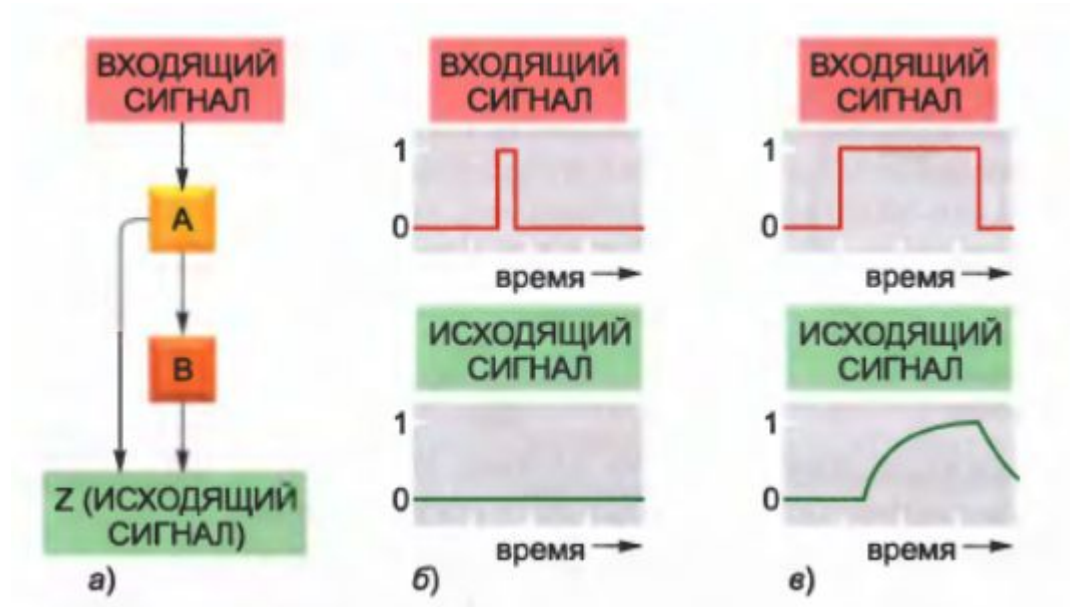 ВХОДЯЩИЙ
СИГНАЛ
A
B
Z (ИСХОДЯЩИЙ
СИГНАЛ)
а)
ВХОДЯЩИЙ
СИГНАЛ
1
0
время
ИСХОДЯЩИЙ
СИГНАЛ
1
0
время
б)
ВХОДЯЩИЙ
СИГНАЛ
1
0
время
ИСХОДЯЩИЙ
СИГНАЛ
1
0
время
в)